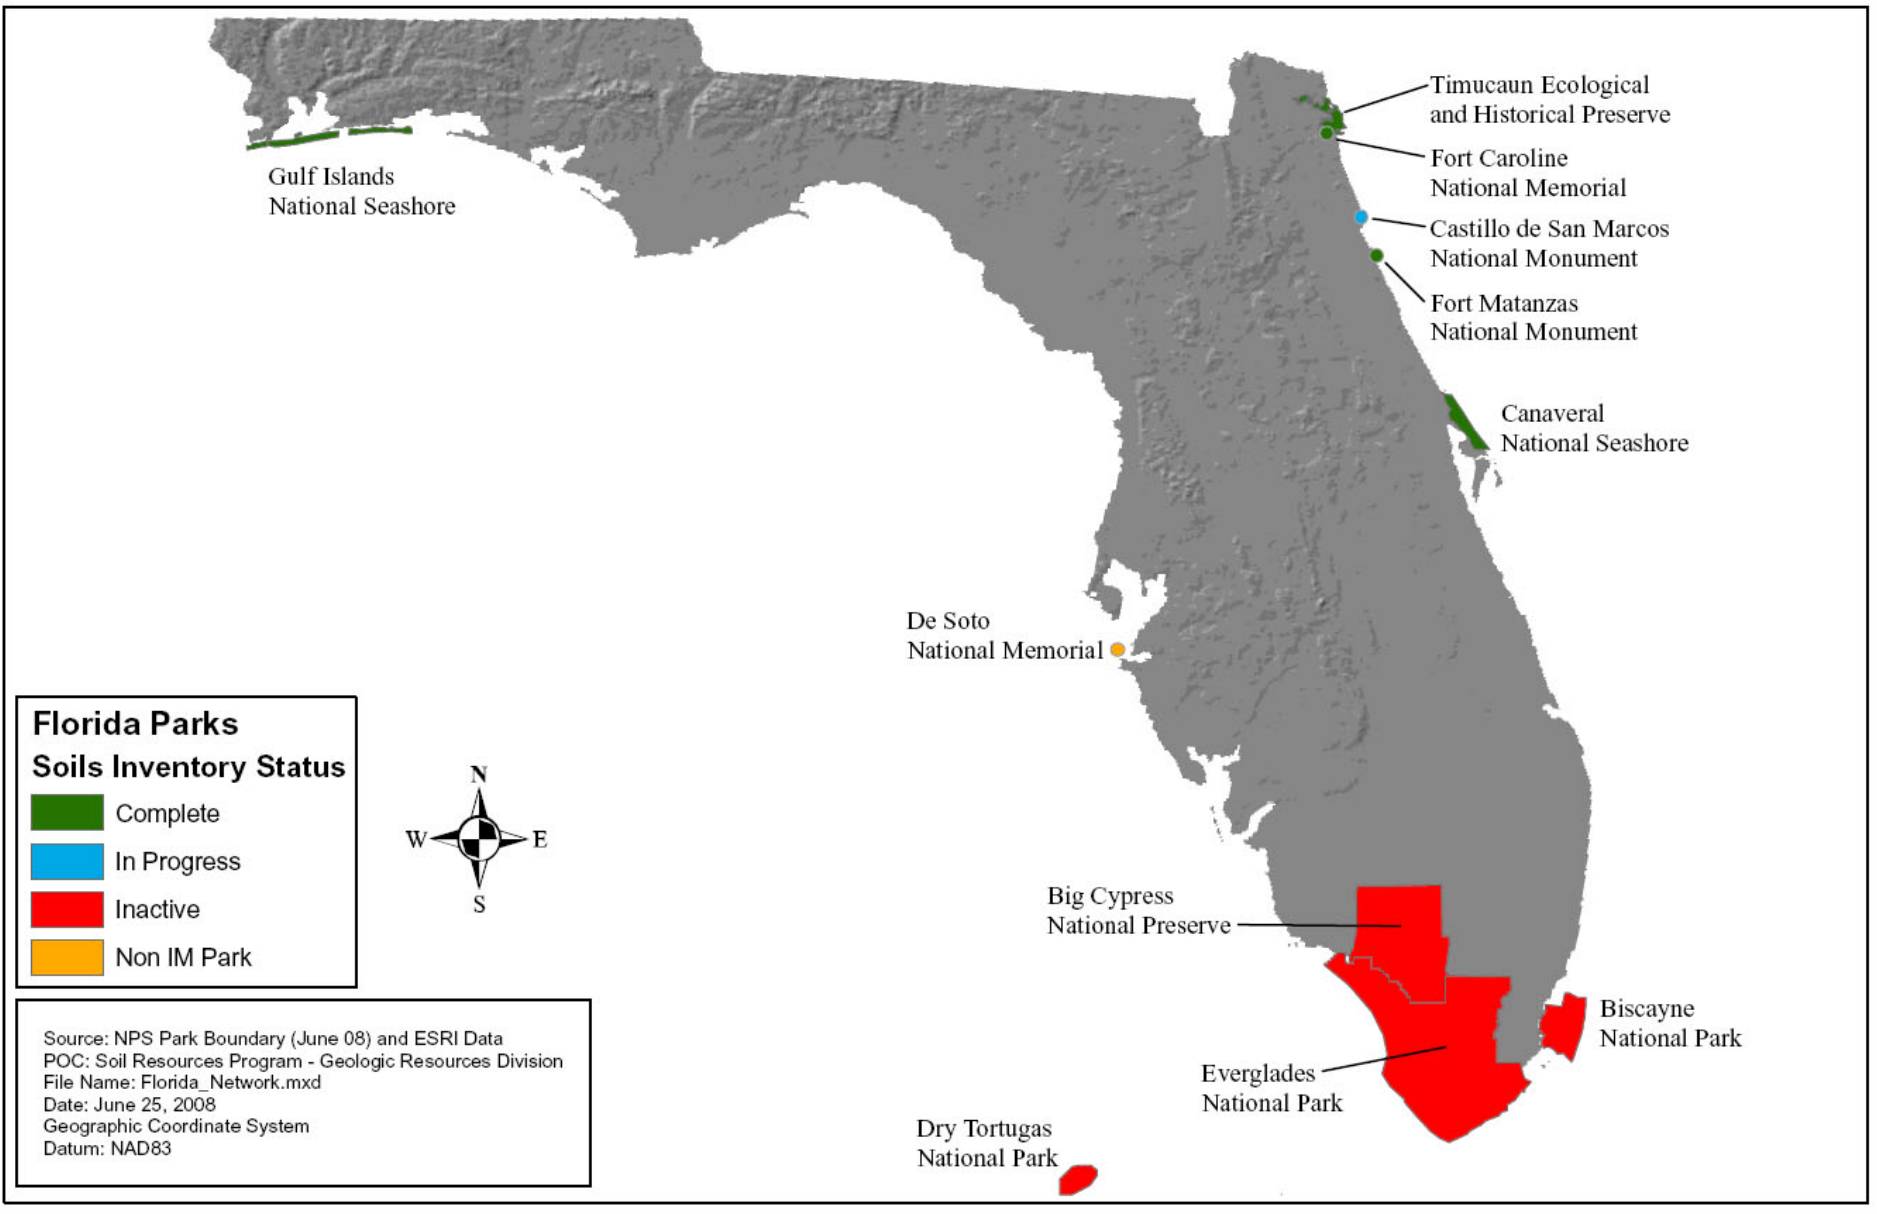 Timucaun Ecological
and Historical Preserve
Fort Caroline
National Memorial
Gulf Islands
National Seashore
Castillo de San Marcos
National Monument
Fort Matanzas
National Monument
Canaveral
National Seashore
De Soto
National Memorial
Florida Parks
Soils Inventory Status
Complete
In Progress
Inactive
Non IM Park
N
W
E
S
Big Cypress
National Preserve
Biscayne
National Park
Everglades
National Park
Dry Tortugas
National Park
Source: NPS Park Boundary (June 08) and ESRI Data
POC: Soil Resources Program - Geologic Resources Division
File Name: Florida_Network.mxd
Date: June 25, 2008
Geographic Coordinate System
Datum: NAD83